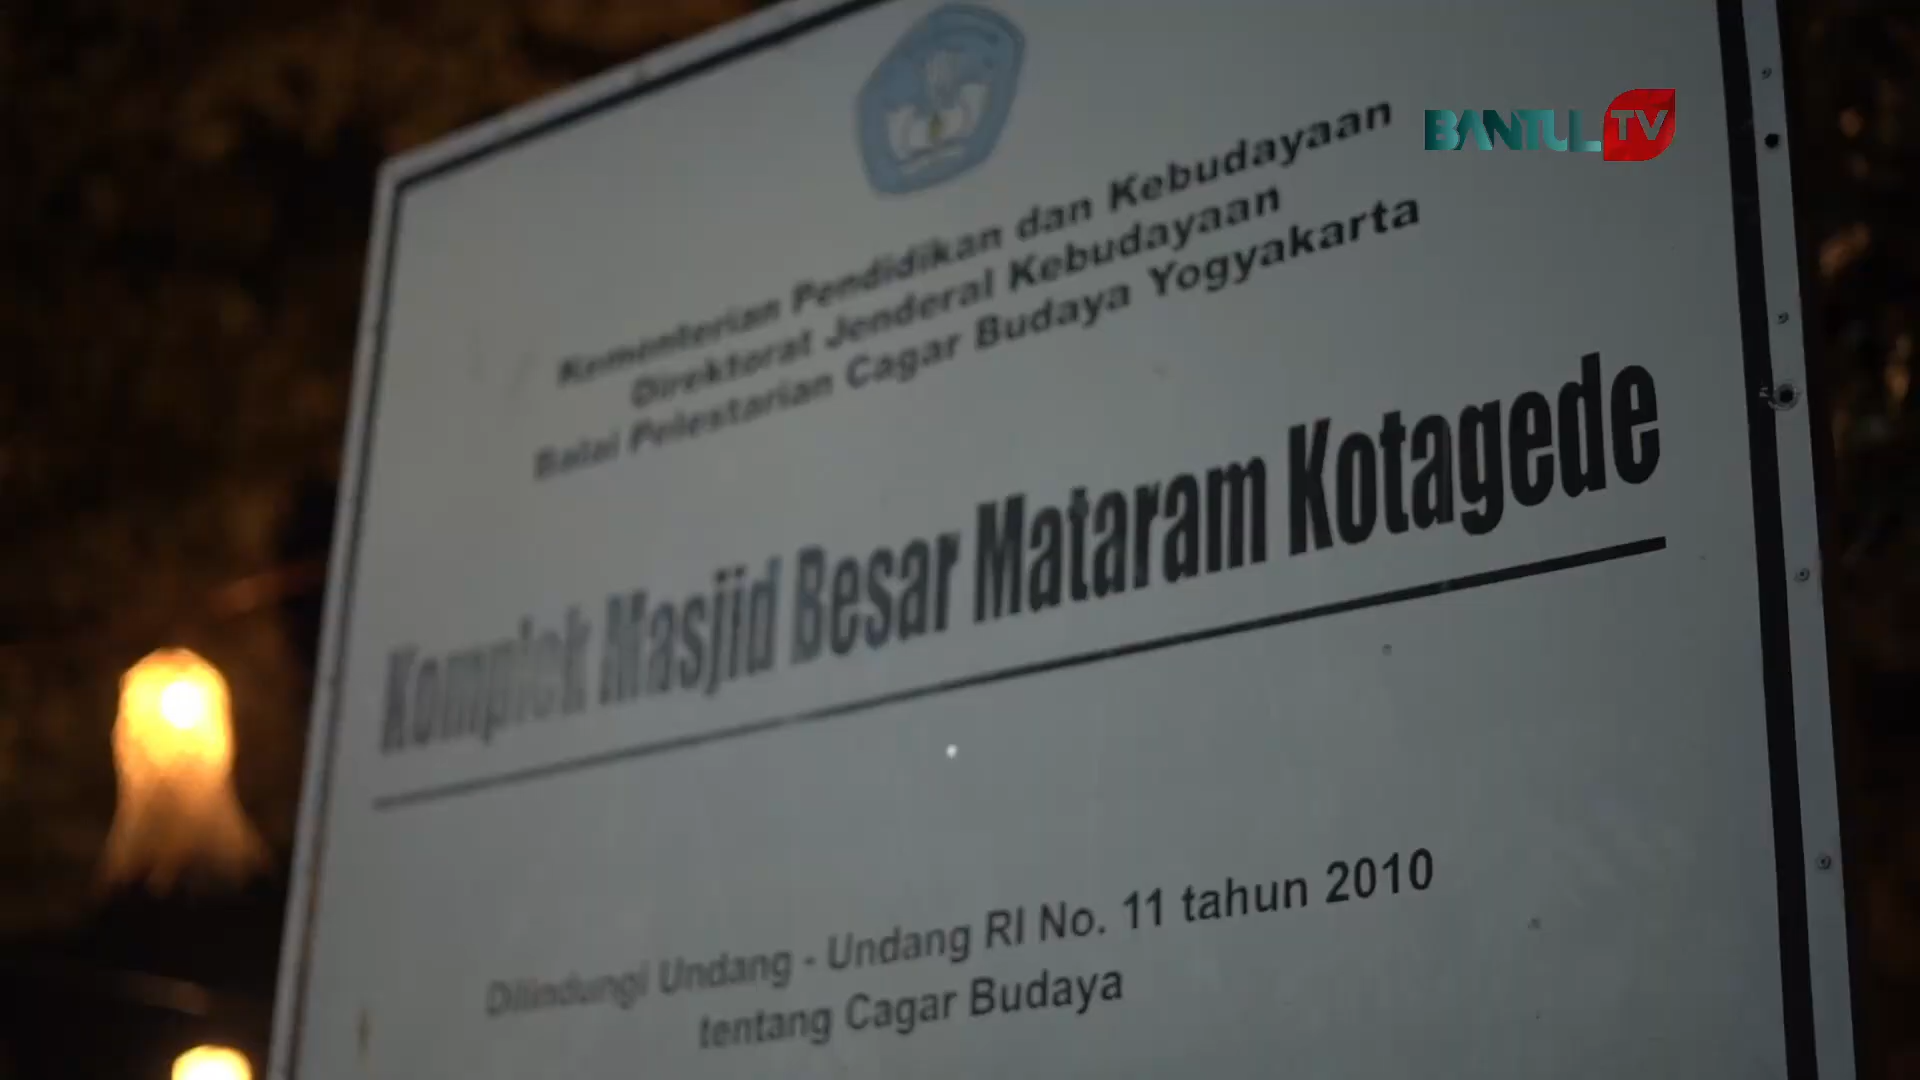 BANTUL TV
Kementerian Pendidikan dan Kebudayaan
Direktorat Jenderal Kebudayaan
Balai Pelestarian Cagar Budaya Yogyakarta
Komplek Masjid Besar Mataram Kotagede
Dilindungi Undang - Undang RI No. 11 tahun 2010
tentang Cagar Budaya